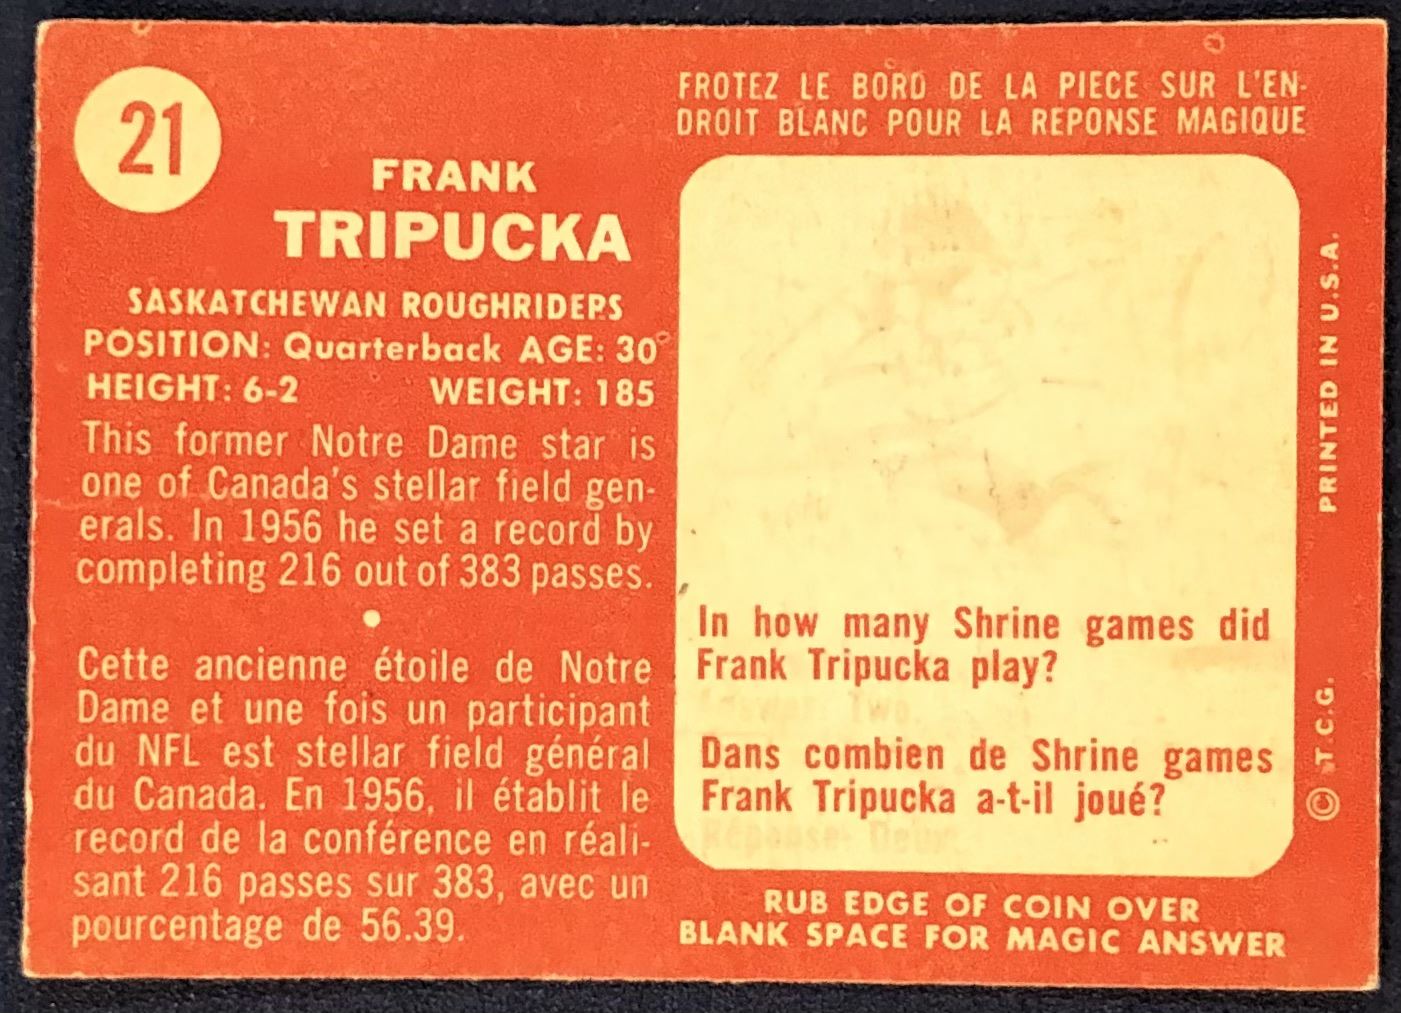 21
FRANK
TRIPUCKA
SASKATCHEWAN ROUGHRIDERS
POSITION: Quarterback AGE: 30
HEIGHT: 6-2 WEIGHT: 185
This former Notre Dame star is
one of Canada's stellar field gen-
erals. In 1956 he set a record by
completing 216 out of 383 passes.
Cette ancienne étoile de Notre
Dame et une fois un participant
du NFL est stellar field général
du Canada. En 1956, il établit le
record de la conférence en réali-
sant 216 passes sur 383, avec un
pourcentage de 56.39.
FROTEZ LE BORD DE LA PIECE SUR L'EN-
DROIT BLANC POUR LA REPONSE MAGIQUE
In how many Shrine games did
Frank Tripucka play?
Answer: Two.
Dans combien de Shrine games
Frank Tripucka a-t-il joué?
Réponse: Deux.
RUB EDGE OF COIN OVER
BLANK SPACE FOR MAGIC ANSWER
© T.C.G. PRINTED IN U.S.A.